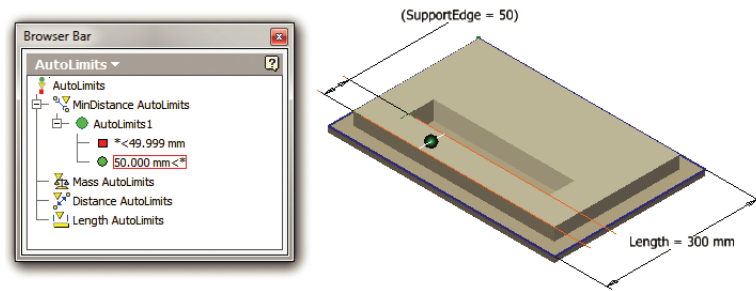 Browser Bar
AutoLimits
AutoLimits
MinDistance AutoLimits
AutoLimits1
*<49.999 mm
50.000 mm<*
Mass AutoLimits
Distance AutoLimits
Length AutoLimits
(SupportEdge = 50)
Length = 300 mm